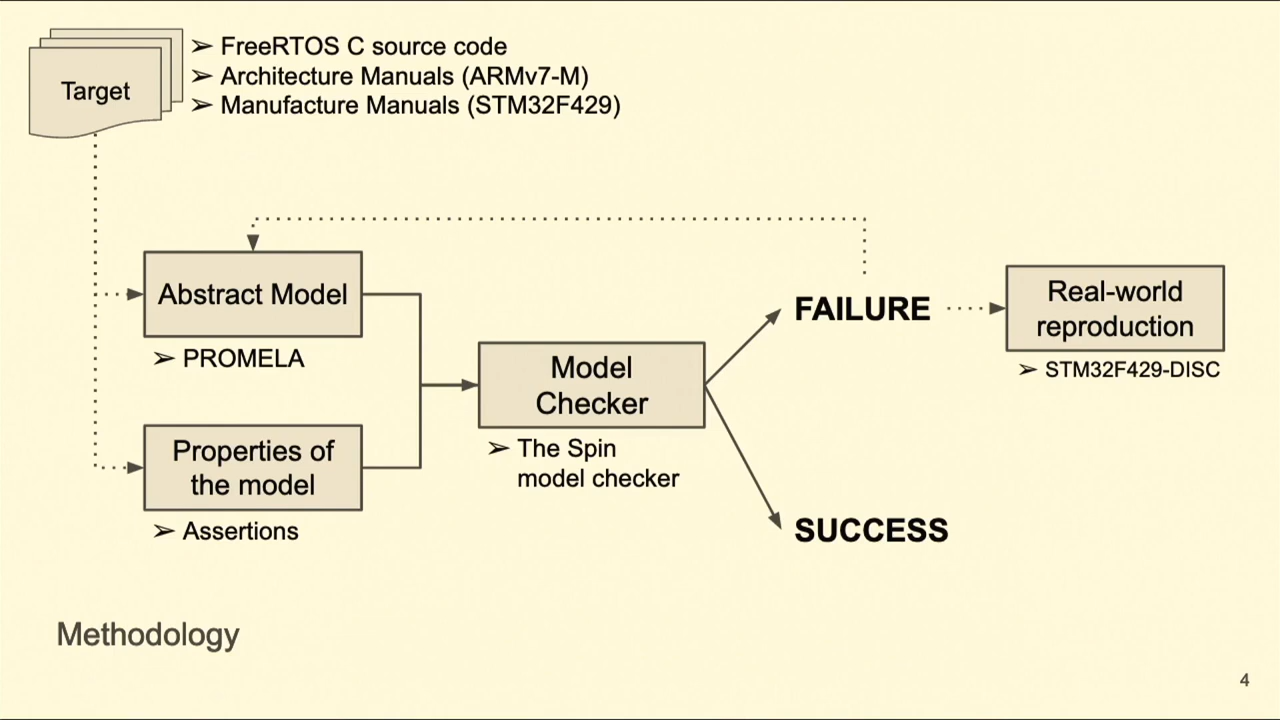 Target
➢ FreeRTOS C source code
➢ Architecture Manuals (ARMv7-M)
➢ Manufacture Manuals (STM32F429)
Abstract Model
➢ PROMELA
Properties of
the model
➢ Assertions
Model
Checker
➢ The Spin
model checker
FAILURE
SUCCESS
Real-world
reproduction
➢ STM32F429-DISC
Methodology
4